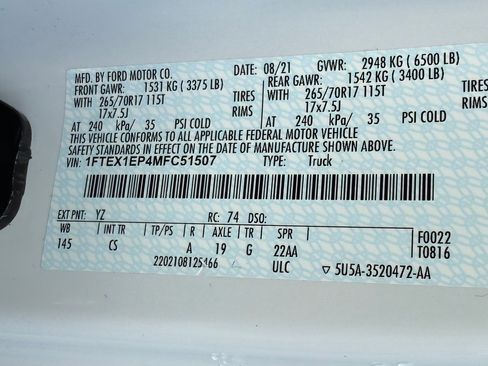 MFD. BY FORD MOTOR CO. DATE: 08/21 GVWR: 2948 KG ( 6500 LB)
FRONT GAWR: 1531 KG ( 3375 LB) REAR GAWR: 1542 KG ( 3400 LB)
WITH 265/70R17 115T TIRES WITH 265/70R17 115T TIRES
17x7.5J RIMS 17x7.5J RIMS
AT 240 kPa/ 35 PSI COLD AT 240 kPa/ 35 PSI COLD
THIS VEHICLE CONFORMS TO ALL APPLICABLE FEDERAL MOTOR VEHICLE
SAFETY STANDARDS IN EFFECT ON THE DATE OF MANUFACTURE SHOWN ABOVE.
VIN: 1FTEX1EP4MFC51507 TYPE: Truck
EXT PNT: YZ RC: 74 DSO:
WB TP/PS R AXLE TR SPR F0022
145 CS A 19 G 22AA T0816
2202108125466 ULC ▽5U5A-3520472-AA